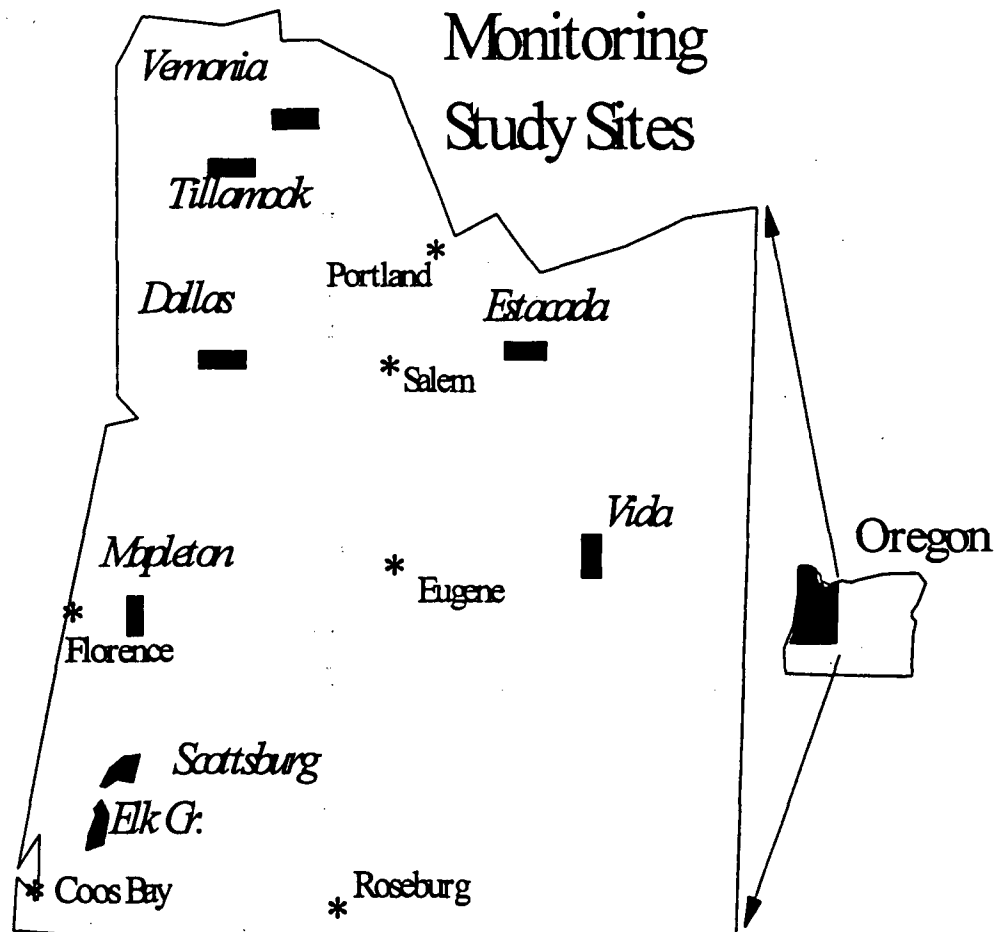 Monitoring
Study Sites
Vernonia
Tillamook
* Portland
Dallas
Estacada
* Salem
Vida
Oregon
Mapleton
* Eugene
* Florence
Scottsburg
Elk Cr.
* Coos Bay
* Roseburg